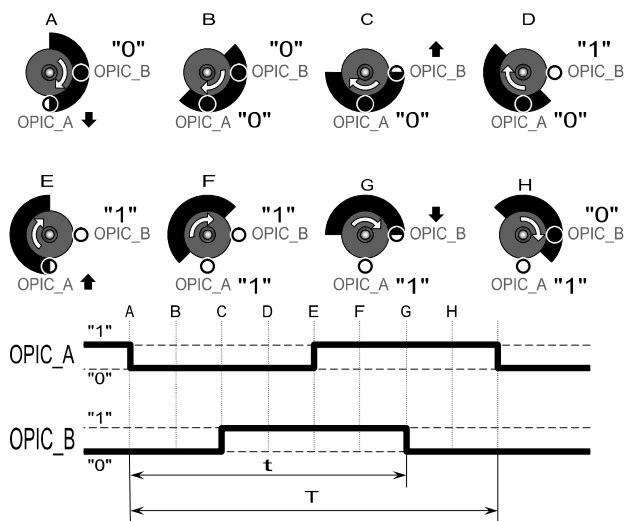 A B C D
"0" "0" "1"
OPIC_B OPIC_B OPIC_B OPIC_B
OPIC_A OPIC_A "0" OPIC_A "0" OPIC_A "0"
E F G H
"1" "1" "0"
OPIC_B OPIC_B OPIC_B OPIC_B
OPIC_A OPIC_A "1" OPIC_A "1" OPIC_A "1"
A B C D E F G H
"1"
OPIC_A
"0"
"1"
OPIC_B
"0"
t
T